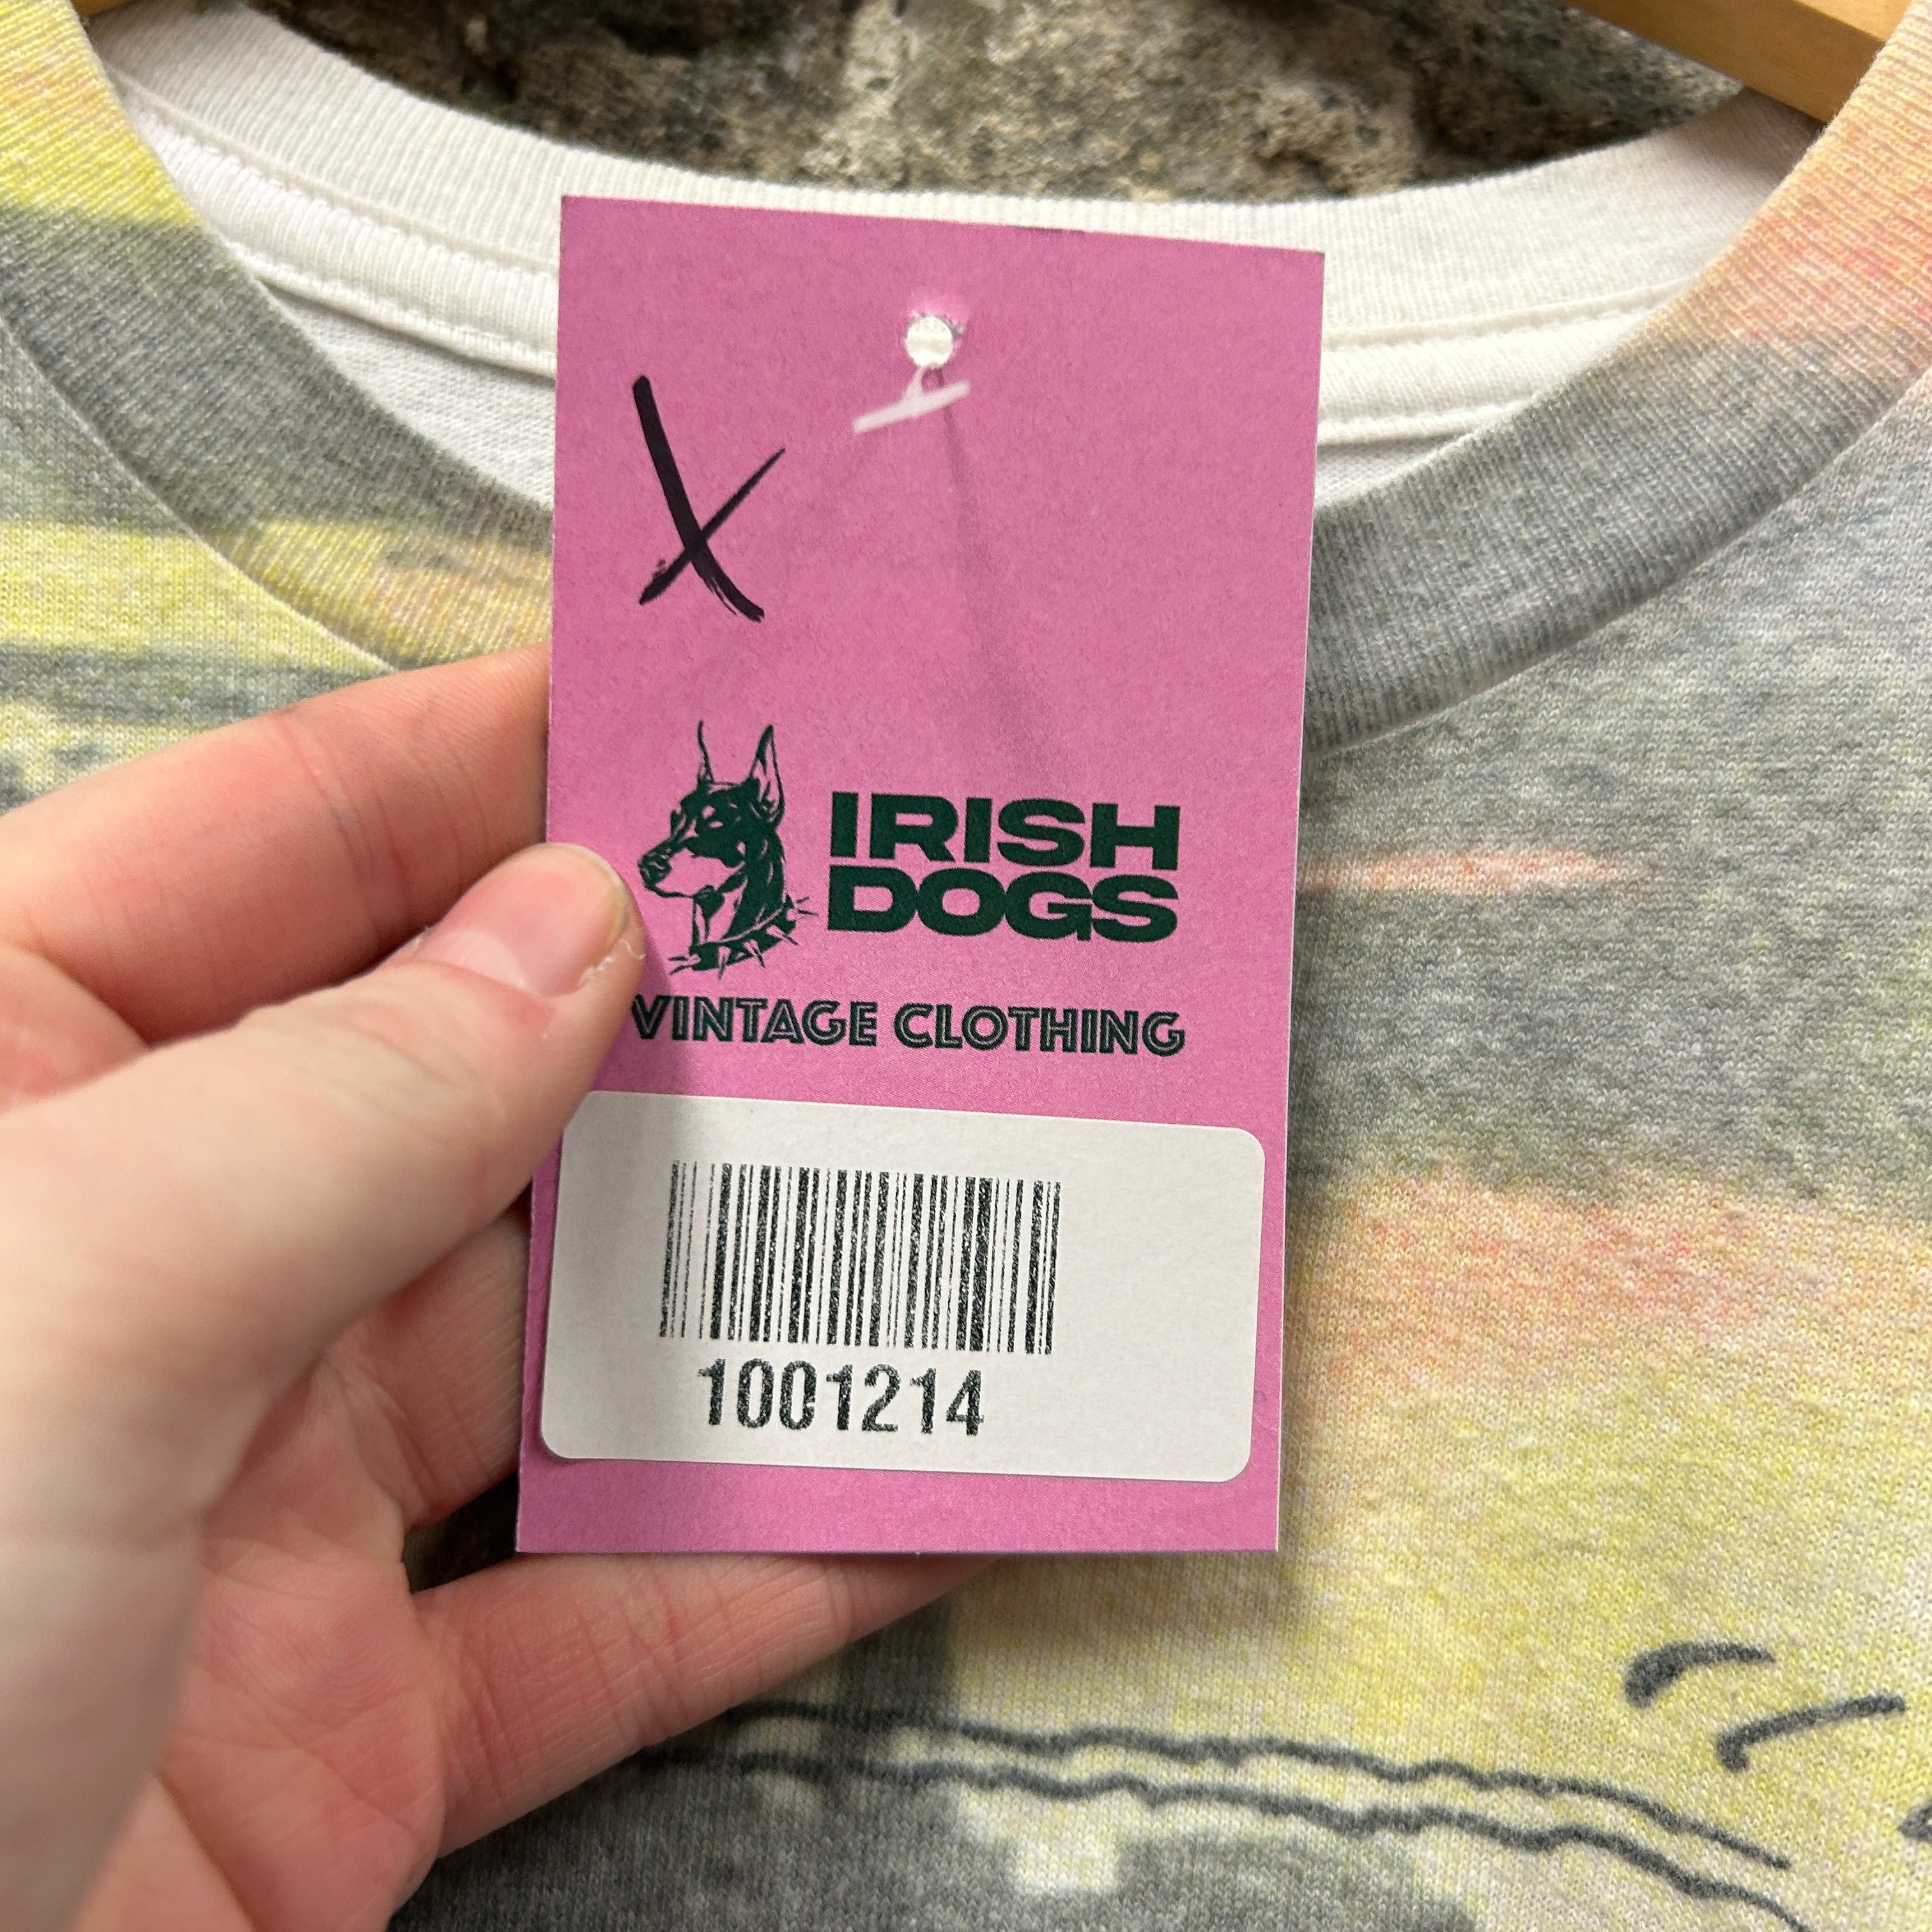 X
IRISH
DOGS
VINTAGE CLOTHING
1001214